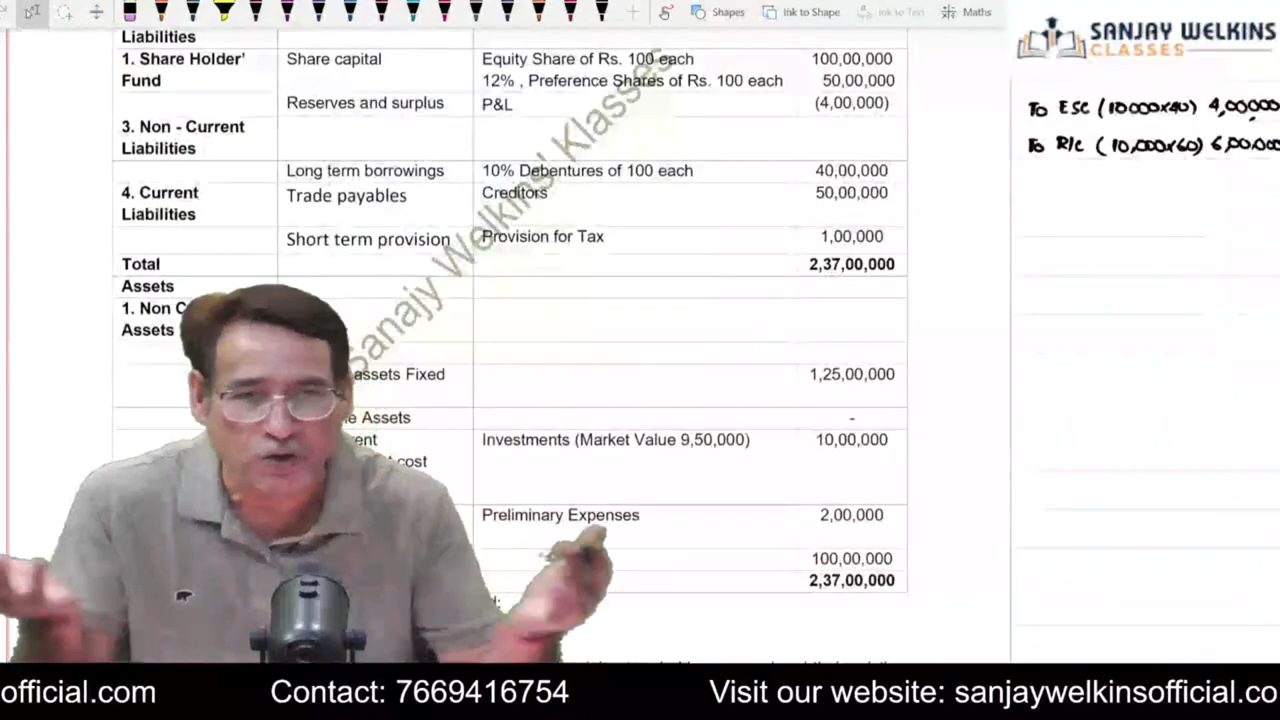 Shapes Ink to Shape Ink to Text Maths
SANJAY WELKINS
CLASSES
Liabilities
1. Share Holder' Share capital Equity Share of Rs. 100 each 100,00,000
Fund 12% , Preference Shares of Rs. 100 each 50,00,000
Reserves and surplus P&L (4,00,000)
3. Non - Current
Liabilities
Long term borrowings 10% Debentures of 100 each 40,00,000
4. Current Trade payables Creditors 50,00,000
Liabilities
Short term provision Provision for Tax 1,00,000
Total 2,37,00,000
Assets
1. Non C
Assets
assets Fixed 1,25,00,000
e Assets -
ent Investments (Market Value 9,50,000) 10,00,000
cost
Preliminary Expenses 2,00,000
100,00,000
2,37,00,000
To ESC (10000x40) 4,00,000
To R/c (10,000x60) 6,00,000
Sanajy Welkins' Klasses
official.com Contact: 7669416754 Visit our website: sanjaywelkinsofficial.co